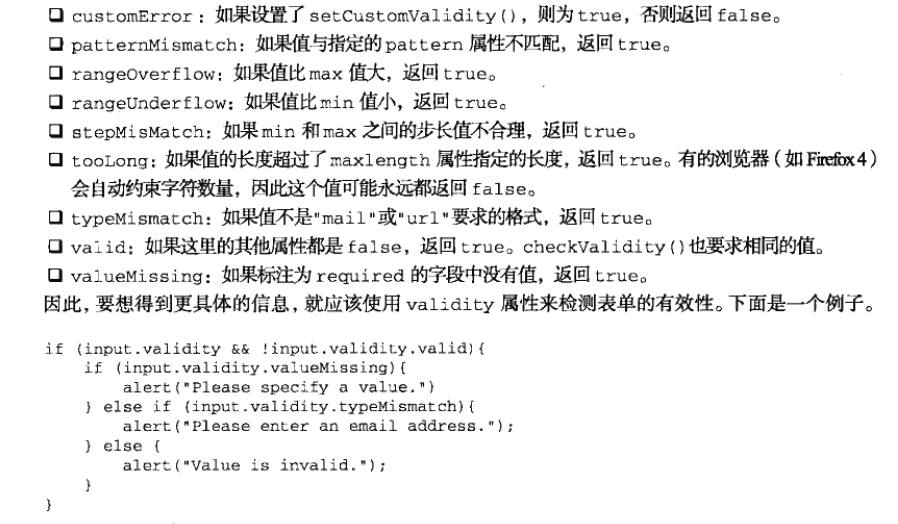 ❑ customError：如果设置了 setCustomValidity()，则为 true，否则返回 false。
❑ patternMismatch：如果值与指定的 pattern 属性不匹配，返回 true。
❑ rangeOverflow：如果值比 max 值大，返回 true。
❑ rangeUnderflow：如果值比 min 值小，返回 true。
❑ stepMisMatch：如果 min 和 max 之间的步长值不合理，返回 true。
❑ tooLong：如果值的长度超过了 maxlength 属性指定的长度，返回 true。有的浏览器（如 Firefox 4）
会自动约束字符数量，因此这个值可能永远都返回 false。
❑ typeMismatch：如果值不是"mail"或"url"要求的格式，返回 true。
❑ valid：如果这里的其他属性都是 false，返回 true。checkValidity()也要求相同的值。
❑ valueMissing：如果标注为 required 的字段中没有值，返回 true。
因此，要想得到更具体的信息，就应该使用 validity 属性来检测表单的有效性。下面是一个例子。
if (input.validity && !input.validity.valid){
    if (input.validity.valueMissing){
        alert("Please specify a value.")
    } else if (input.validity.typeMismatch){
        alert("Please enter an email address.");
    } else {
        alert("Value is invalid.");
    }
}